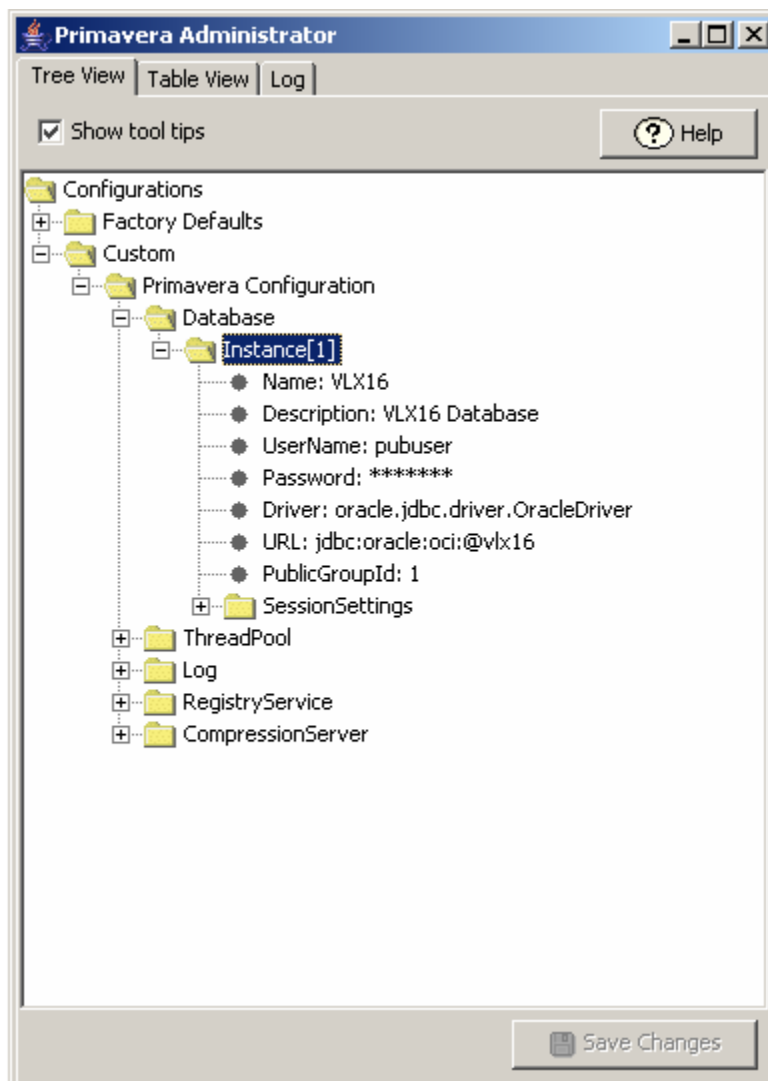 Primavera Administrator
Tree View Table View Log
Show tool tips ? Help
Configurations
Factory Defaults
Custom
Primavera Configuration
Database
Instance[1]
Name: VLX16
Description: VLX16 Database
UserName: pubuser
Password: *******
Driver: oracle.jdbc.driver.OracleDriver
URL: jdbc:oracle:oci:@vlx16
PublicGroupId: 1
SessionSettings
ThreadPool
Log
RegistryService
CompressionServer
Save Changes